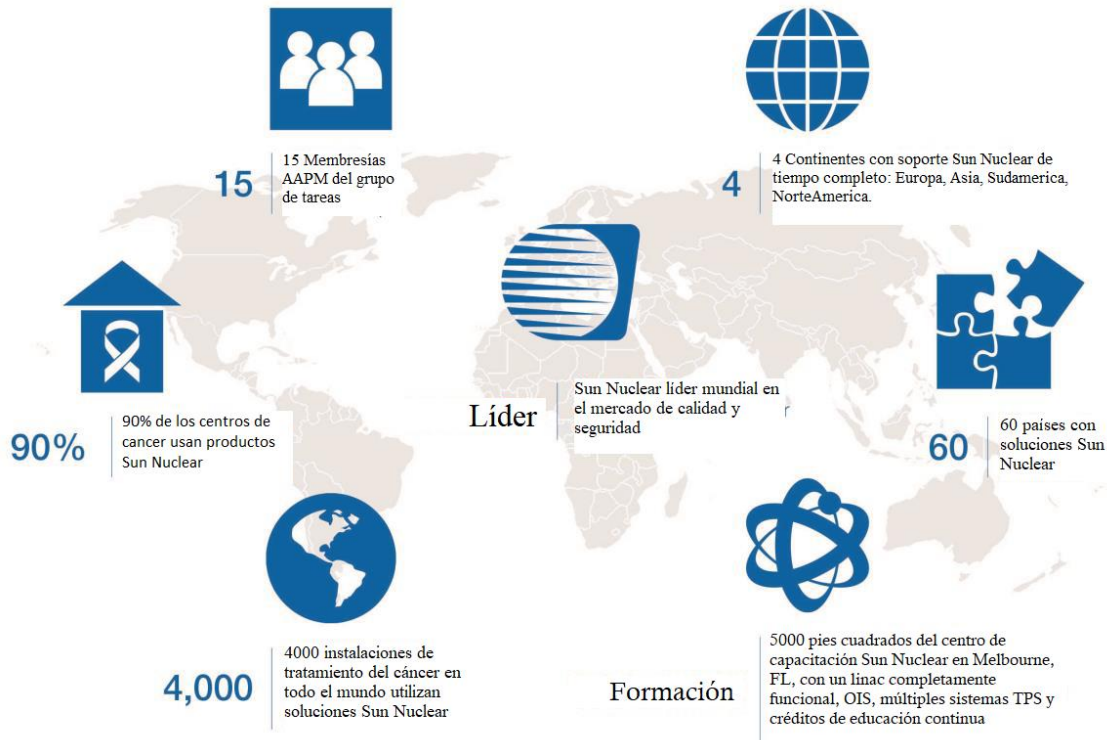 15
15 Membresías
AAPM del grupo
de tareas
4
4 Continentes con soporte Sun Nuclear de
tiempo completo: Europa, Asia, Sudamerica,
NorteAmerica.
90%
90% de los centros de
cancer usan productos
Sun Nuclear
Líder
Sun Nuclear líder mundial en
el mercado de calidad y
seguridad
60
60 países con
soluciones Sun
Nuclear
4,000
4000 instalaciones de
tratamiento del cáncer en
todo el mundo utilizan
soluciones Sun Nuclear
Formación
5000 pies cuadrados del centro de
capacitación Sun Nuclear en Melbourne,
FL, con un linac completamente
funcional, OIS, múltiples sistemas TPS y
créditos de educación continua